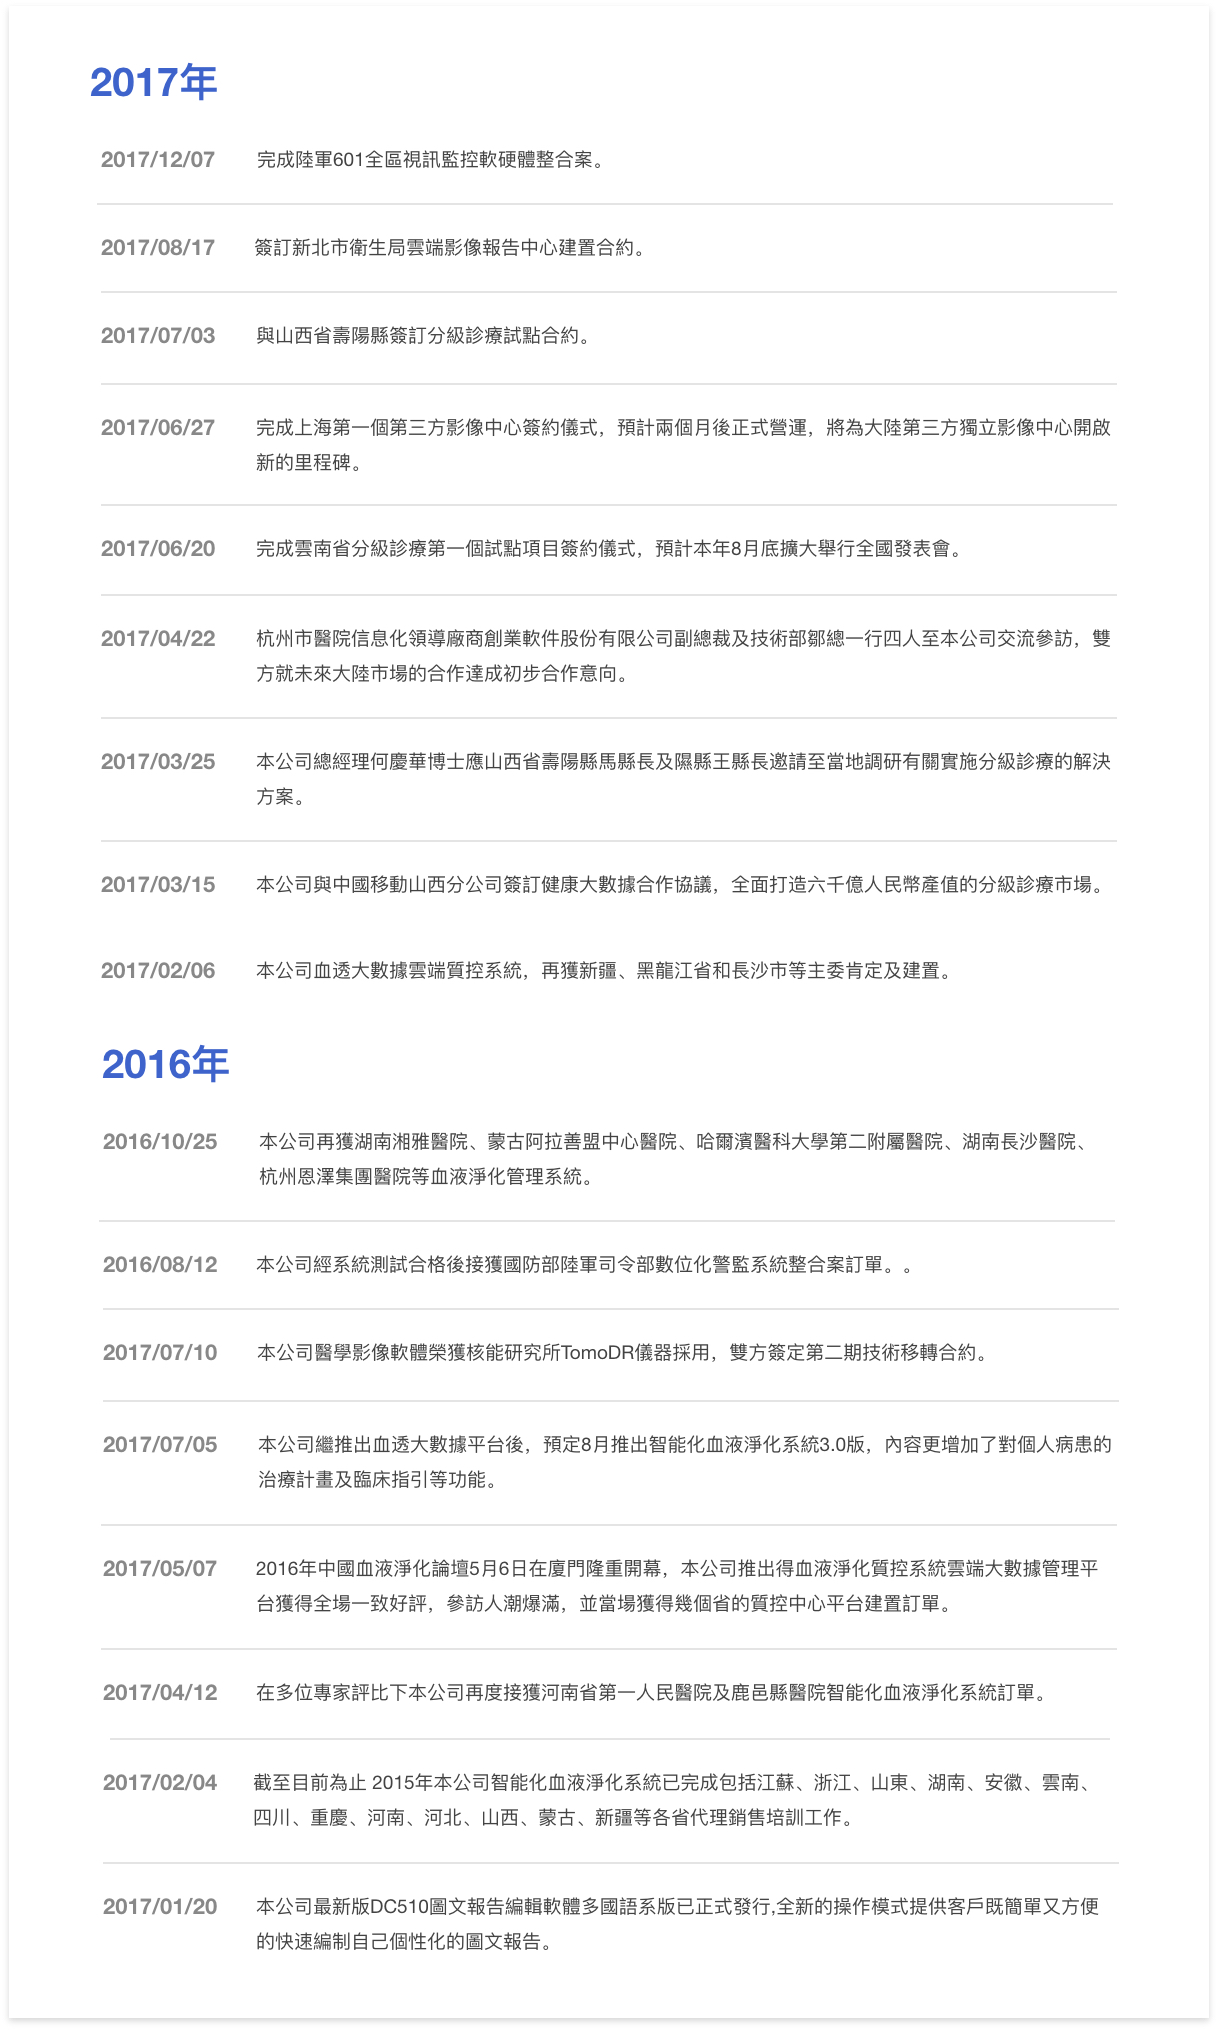 2017年
2017/12/07 完成陸軍601全區視訊監控軟硬體整合案。
2017/08/17 簽訂新北市衛生局雲端影像報告中心建置合約。
2017/07/03 與山西省壽陽縣簽訂分級診療試點合約。
2017/06/27 完成上海第一個第三方影像中心簽約儀式，預計兩個月後正式營運，將為大陸第三方獨立影像中心開啟
新的里程碑。
2017/06/20 完成雲南省分級診療第一個試點項目簽約儀式，預計本年8月底擴大舉行全國發表會。
2017/04/22 杭州市醫院信息化領導廠商創業軟件股份有限公司副總裁及技術部鄒總一行四人至本公司交流參訪，雙
方就未來大陸市場的合作達成初步合作意向。
2017/03/25 本公司總經理何慶華博士應山西省壽陽縣馬縣長及隰縣王縣長邀請至當地調研有關實施分級診療的解決
方案。
2017/03/15 本公司與中國移動山西分公司簽訂健康大數據合作協議，全面打造六千億人民幣產值的分級診療市場。
2017/02/06 本公司血透大數據雲端質控系統，再獲新疆、黑龍江省和長沙市等主委肯定及建置。
2016年
2016/10/25 本公司再獲湖南湘雅醫院、蒙古阿拉善盟中心醫院、哈爾濱醫科大學第二附屬醫院、湖南長沙醫院、
杭州恩澤集團醫院等血液淨化管理系統。
2016/08/12 本公司經系統測試合格後接獲國防部陸軍司令部數位化警監系統整合案訂單。。
2017/07/10 本公司醫學影像軟體榮獲核能研究所TomoDR儀器採用，雙方簽定第二期技術移轉合約。
2017/07/05 本公司繼推出血透大數據平台後，預定8月推出智能化血液淨化系統3.0版，內容更增加了對個人病患的
治療計畫及臨床指引等功能。
2017/05/07 2016年中國血液淨化論壇5月6日在廈門隆重開幕，本公司推出得血液淨化質控系統雲端大數據管理平
台獲得全場一致好評，參訪人潮爆滿，並當場獲得幾個省的質控中心平台建置訂單。
2017/04/12 在多位專家評比下本公司再度接獲河南省第一人民醫院及鹿邑縣醫院智能化血液淨化系統訂單。
2017/02/04 截至目前為止 2015年本公司智能化血液淨化系統已完成包括江蘇、浙江、山東、湖南、安徽、雲南、
四川、重慶、河南、河北、山西、蒙古、新疆等各省代理銷售培訓工作。
2017/01/20 本公司最新版DC510圖文報告編輯軟體多國語系版已正式發行,全新的操作模式提供客戶既簡單又方便
的快速編制自己個性化的圖文報告。